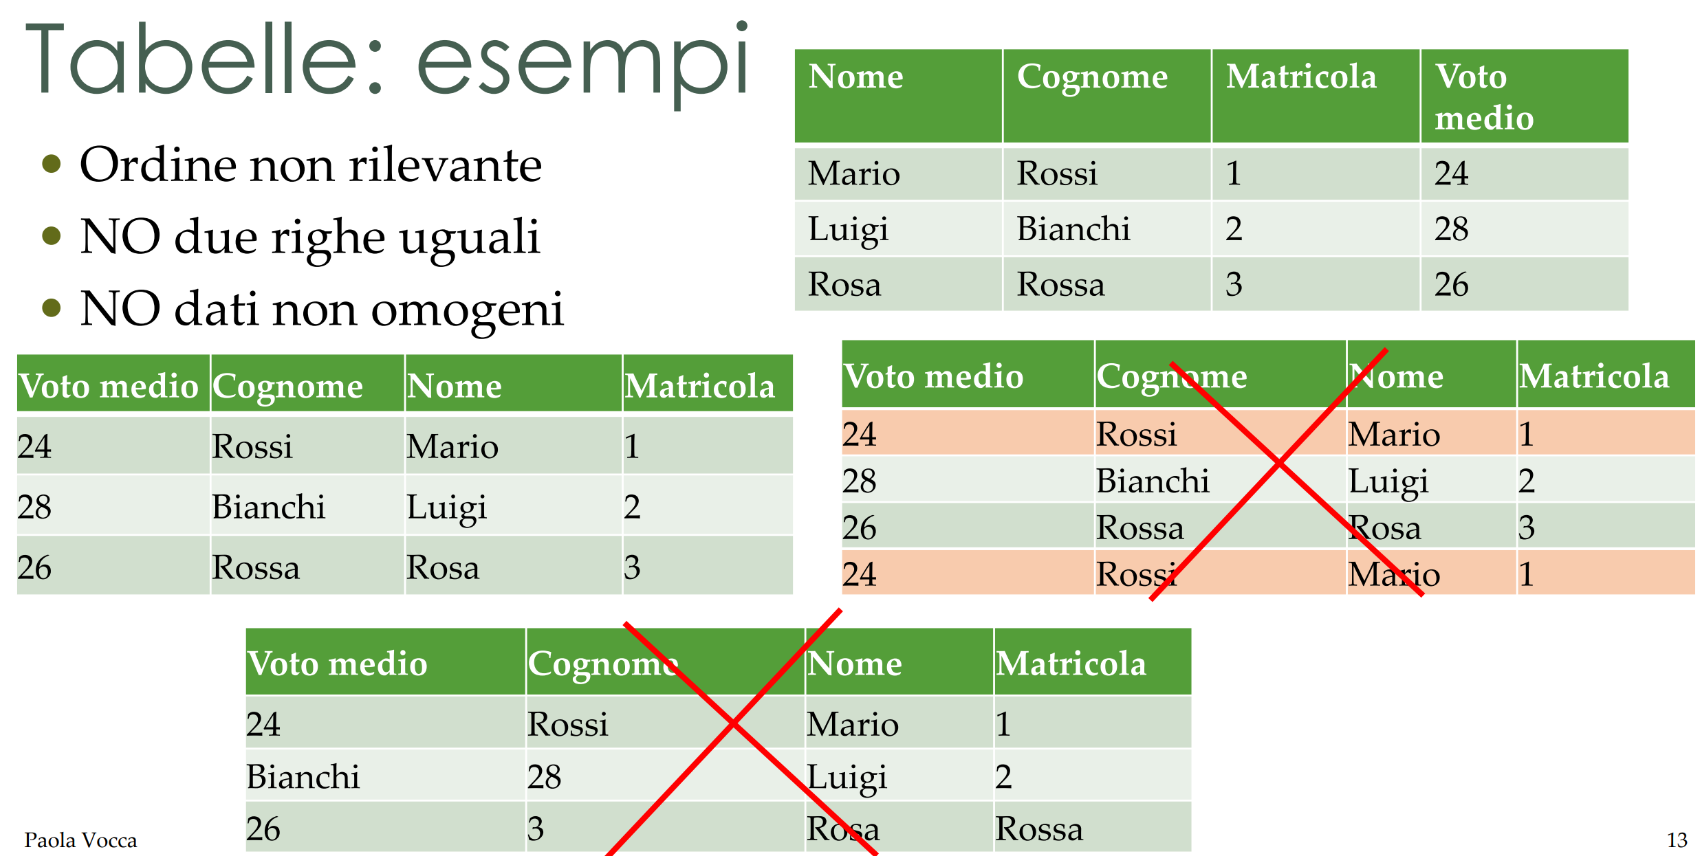 Tabelle: esempi
• Ordine non rilevante
• NO due righe uguali
• NO dati non omogeni
Nome Cognome Matricola Voto medio
Mario Rossi 1 24
Luigi Bianchi 2 28
Rosa Rossa 3 26
Voto medio Cognome Nome Matricola
24 Rossi Mario 1
28 Bianchi Luigi 2
26 Rossa Rosa 3
Voto medio Cognome Nome Matricola
24 Rossi Mario 1
28 Bianchi Luigi 2
26 Rossa Rosa 3
24 Rossi Mario 1
Voto medio Cognome Nome Matricola
24 Rossi Mario 1
Bianchi 28 Luigi 2
26 3 Rosa Rossa
Paola Vocca
13